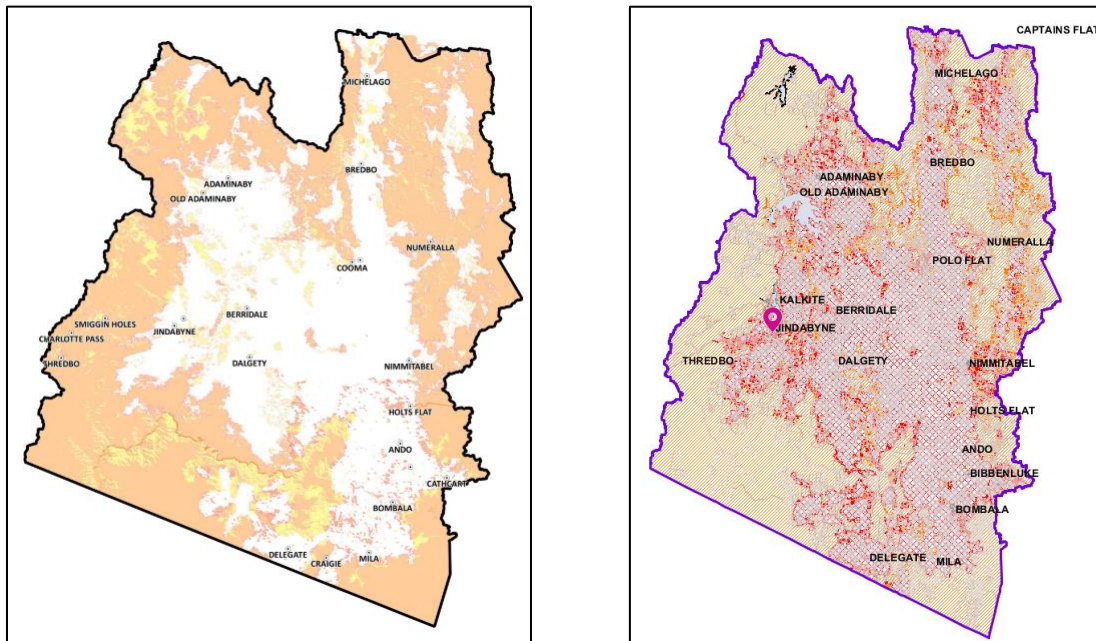 MICHELAGO
BREDBO
ADAMINABY
OLD ADAMINABY
NUMERALLA
COOMA
BERRIDALE
SMIGGIN HOLES
JINDABYNE
CHARLOTTE PASS
THREDBO
DALGETY
NIMMITABEL
HOLTS FLAT
ANDO
CATHCART
BOMBALA
DELEGATE
CRAIGIE
MILA
CAPTAINS FLAT
MICHELAGO
BREDBO
ADAMINABY
OLD ADAMINABY
NUMERALLA
POLO FLAT
KALKITE
BERRIDALE
JINDABYNE
THREDBO
DALGETY
NIMMITABEL
HOLTS FLAT
ANDO
BIBBENLUKE
BOMBALA
DELEGATE
MILA